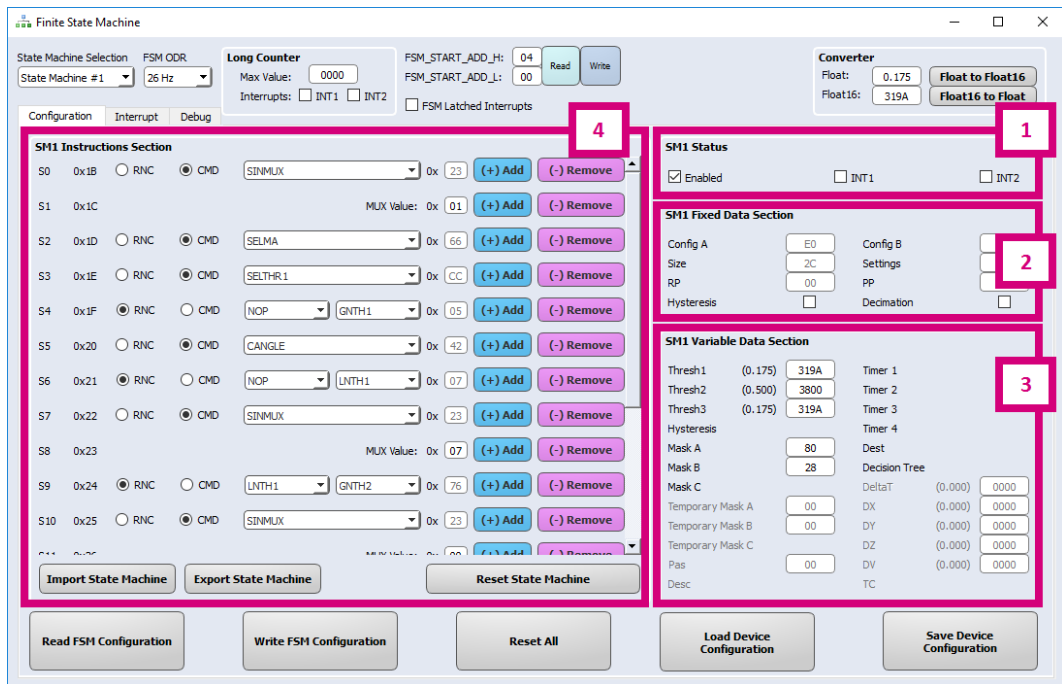 Finite State Machine
State Machine Selection FSM ODR
State Machine #1 26 Hz
Long Counter
Max Value: 0000
Interrupts: INT1 INT2
FSM_START_ADD_H: 04
FSM_START_ADD_L: 00
Read Write
FSM Latched Interrupts
Converter
Float: 0.175 Float to Float16
Float16: 319A Float16 to Float
Configuration Interrupt Debug
4
SM1 Instructions Section
S0 0x1B RNC CMD SINMUX 0x 23 (+) Add (-) Remove
S1 0x1C MUX Value: 0x 01 (+) Add (-) Remove
S2 0x1D RNC CMD SELMA 0x 66 (+) Add (-) Remove
S3 0x1E RNC CMD SELTHR1 0x CC (+) Add (-) Remove
S4 0x1F RNC CMD NOP GNTH1 0x 05 (+) Add (-) Remove
S5 0x20 RNC CMD CANGLE 0x 42 (+) Add (-) Remove
S6 0x21 RNC CMD NOP LNTH1 0x 07 (+) Add (-) Remove
S7 0x22 RNC CMD SINMUX 0x 23 (+) Add (-) Remove
S8 0x23 MUX Value: 0x 07 (+) Add (-) Remove
S9 0x24 RNC CMD LNTH1 GNTH2 0x 76 (+) Add (-) Remove
S10 0x25 RNC CMD SINMUX 0x 23 (+) Add (-) Remove
Import State Machine Export State Machine Reset State Machine
1
SM1 Status
Enabled INT1 INT2
2
SM1 Fixed Data Section
Config A E0 Config B
Size 2C Settings
RP 00 PP
Hysteresis Decimation
3
SM1 Variable Data Section
Thresh1 (0.175) 319A Timer 1
Thresh2 (0.500) 3800 Timer 2
Thresh3 (0.175) 319A Timer 3
Hysteresis Timer 4
Mask A 80 Dest
Mask B 28 Decision Tree
Mask C DeltaT (0.000) 0000
Temporary Mask A 00 DX (0.000) 0000
Temporary Mask B 00 DY (0.000) 0000
Temporary Mask C DZ (0.000) 0000
Pas 00 DV (0.000) 0000
Desc TC
Read FSM Configuration Write FSM Configuration Reset All Load Device Configuration Save Device Configuration